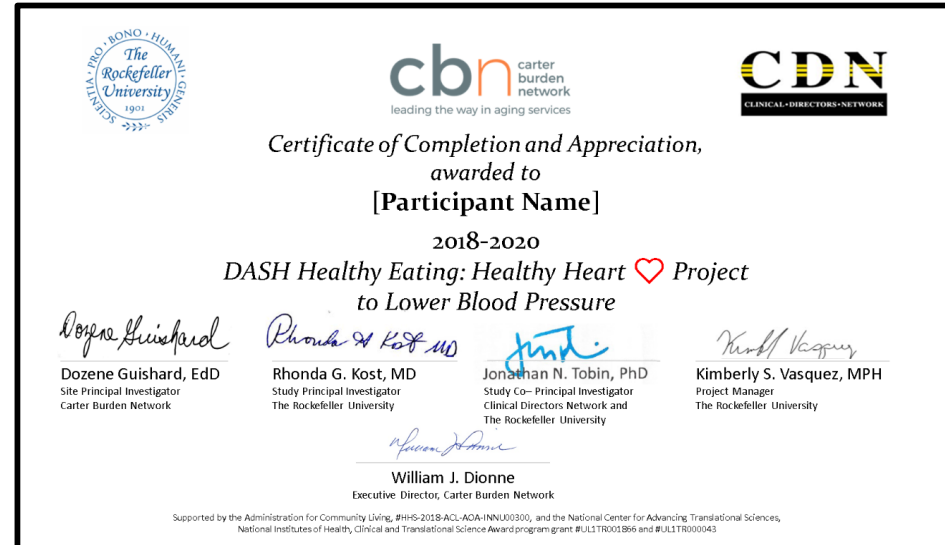 SCIENTIA · PRO · BONO · HUMANI · GENERIS
The
Rockefeller
University
1901
cbn carter
burden
network
leading the way in aging services
CDN
CLINICAL•DIRECTORS•NETWORK
Certificate of Completion and Appreciation,
awarded to
[Participant Name]
2018-2020
DASH Healthy Eating: Healthy Heart Project
to Lower Blood Pressure
Dozene Guishard
Rhonda G Kost MD
Dozene Guishard, EdD
Site Principal Investigator
Carter Burden Network
Rhonda G. Kost, MD
Study Principal Investigator
The Rockefeller University
Jonathan N. Tobin, PhD
Study Co– Principal Investigator
Clinical Directors Network and
The Rockefeller University
Kimberly S. Vasquez, MPH
Project Manager
The Rockefeller University
William J. Dionne
Executive Director, Carter Burden Network
Supported by the Administration for Community Living, #HHS-2018-ACL-AOA-INNU00300, and the National Center for Advancing Translational Sciences,
National Institutes of Health, Clinical and Translational Science Award program grant #UL1TR001866 and #UL1TR000043